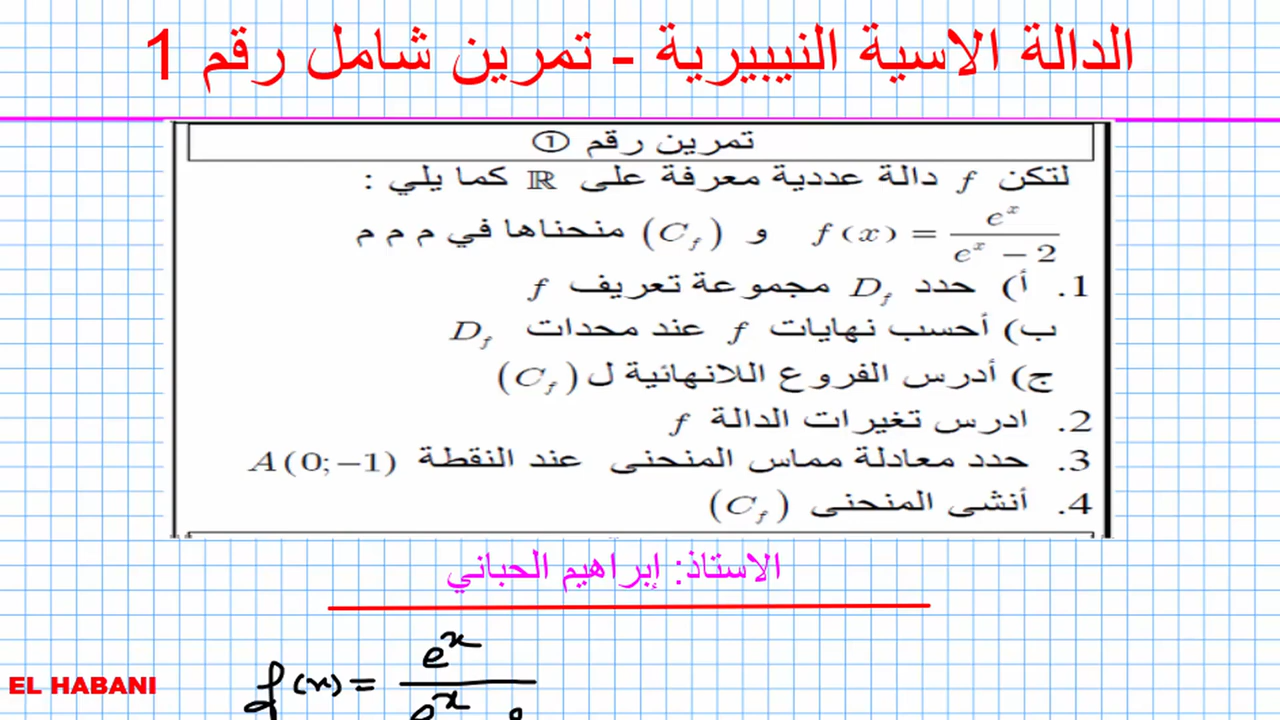 الدالة الاسية النيبيرية - تمرين شامل رقم 1
تمرين رقم ①
لتكن f دالة عددية معرفة على ℝ كما يلي :
f(x) = e^x / (e^x - 2) و (C_f) منحناها في م م م
1. أ) حدد D_f مجموعة تعريف f
ب) أحسب نهايات f عند محدات D_f
ج) أدرس الفروع اللانهائية ل (C_f)
2. ادرس تغيرات الدالة f
3. حدد معادلة مماس المنحنى عند النقطة A(0;-1)
4. أنشى المنحنى (C_f)
الاستاذ: إبراهيم الحباني
f(x) = e^x / e^x
EL HABANI